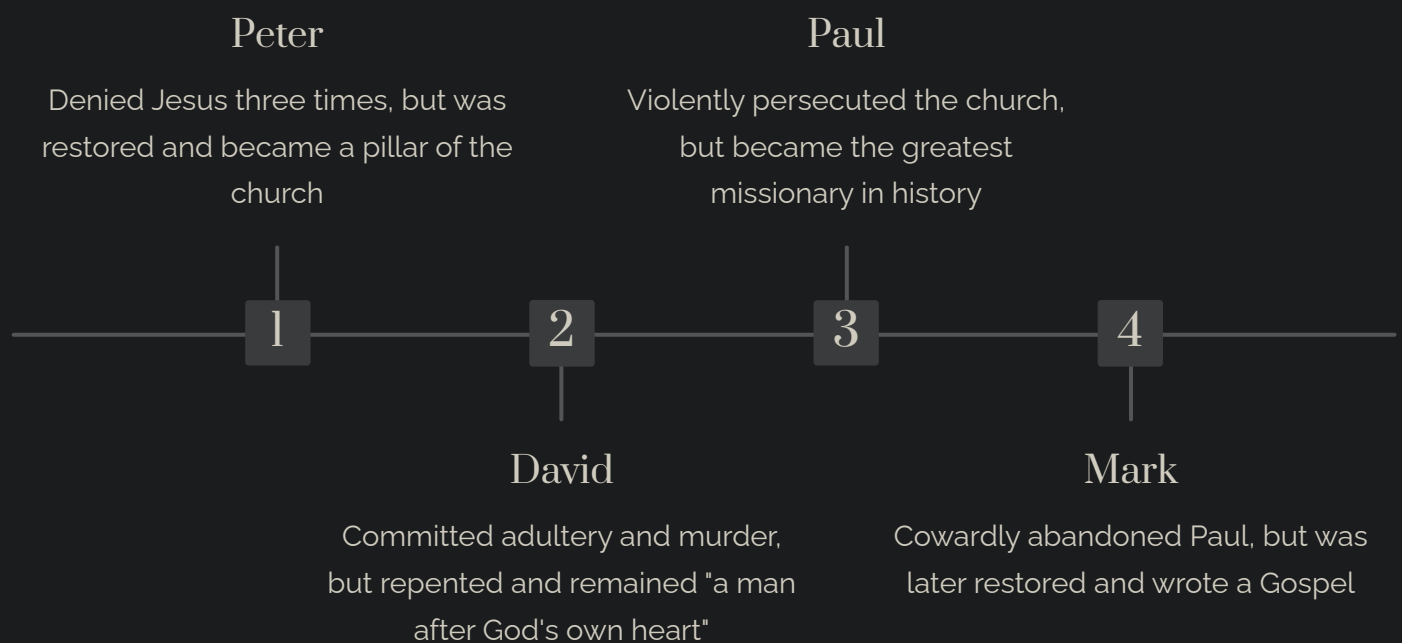 Peter
Denied Jesus three times, but was
restored and became a pillar of the
church
Paul
Violently persecuted the church,
but became the greatest
missionary in history
1
2
3
4
David
Committed adultery and murder,
but repented and remained "a man
after God's own heart"
Mark
Cowardly abandoned Paul, but was
later restored and wrote a Gospel